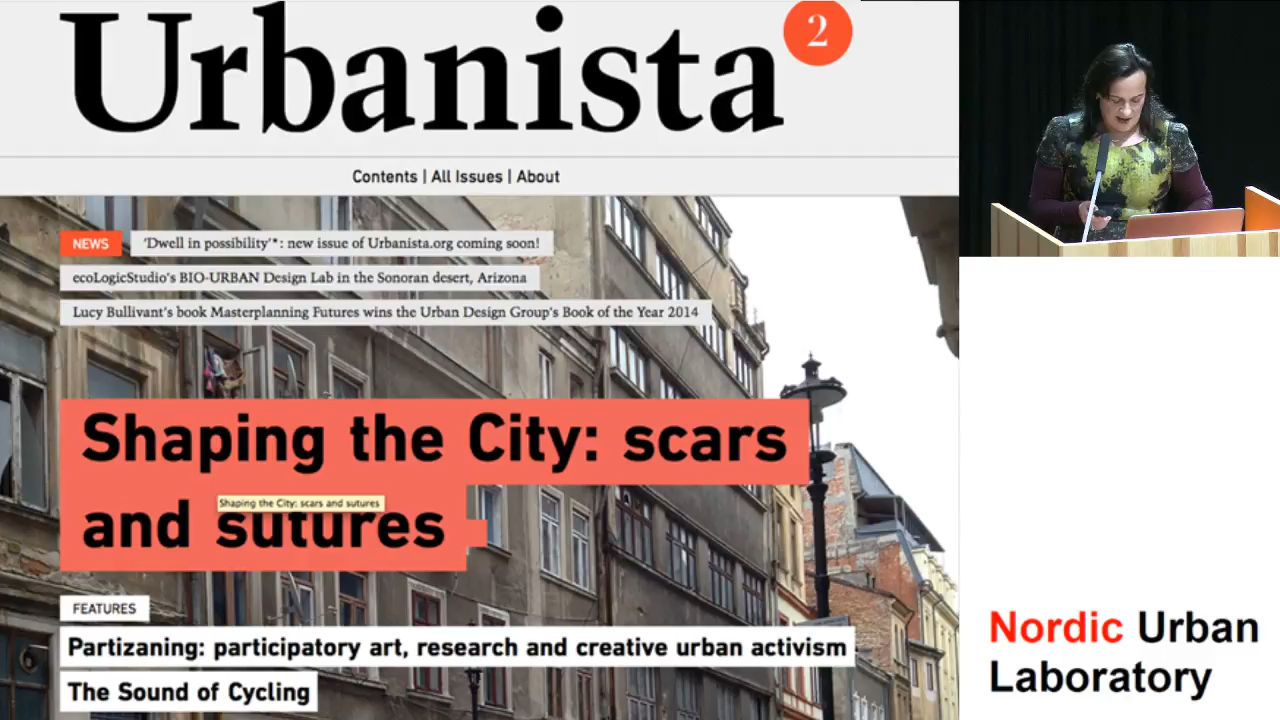 Urbanista
2
Contents | All Issues | About
NEWS
'Dwell in possibility'*: new issue of Urbanista.org coming soon!
ecoLogicStudio's BIO-URBAN Design Lab in the Sonoran desert, Arizona
Lucy Bullivant's book Masterplanning Futures wins the Urban Design Group's Book of the Year 2014
Shaping the City: scars
and sutures
Shaping the City: scars and sutures
FEATURES
Partizaning: participatory art, research and creative urban activism
The Sound of Cycling
Nordic Urban
Laboratory